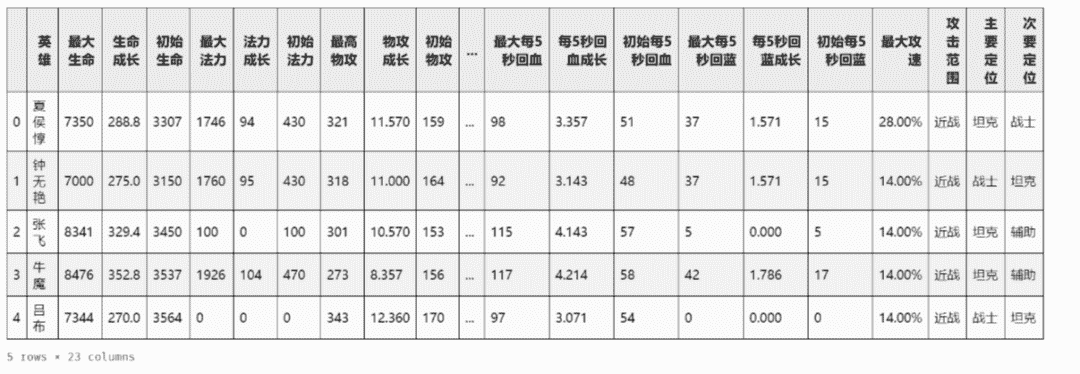 英雄 最大生命 生命成长 初始生命 最大法力 法力成长 初始法力 最高物攻 物攻成长 初始物攻 ... 最大每5秒回血 每5秒回血成长 初始每5秒回血 最大每5秒回蓝 每5秒回蓝成长 初始每5秒回蓝 最大攻速 攻击范围 主要定位 次要定位
0 夏侯惇 7350 288.8 3307 1746 94 430 321 11.570 159 ... 98 3.357 51 37 1.571 15 28.00% 近战 坦克 战士
1 钟无艳 7000 275.0 3150 1760 95 430 318 11.000 164 ... 92 3.143 48 37 1.571 15 14.00% 近战 战士 坦克
2 张飞 8341 329.4 3450 100 0 100 301 10.570 153 ... 115 4.143 57 5 0.000 5 14.00% 近战 坦克 辅助
3 牛魔 8476 352.8 3537 1926 104 470 273 8.357 156 ... 117 4.214 58 42 1.786 17 14.00% 近战 坦克 辅助
4 吕布 7344 270.0 3564 0 0 0 343 12.360 170 ... 97 3.071 54 0 0.000 0 14.00% 近战 战士 坦克
5 rows × 23 columns